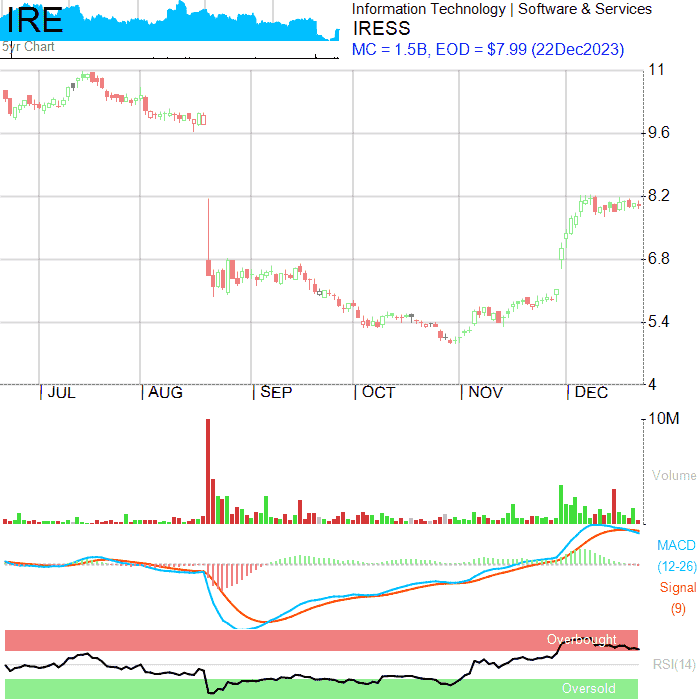 IRE
5yr Chart
Information Technology | Software & Services
IRESS
MC = 1.5B, EOD = $7.99 (22Dec2023)
11
9.6
8.2
6.8
5.4
4
JUL AUG SEP OCT NOV DEC
10M
Volume
MACD
(12-26)
Signal
(9)
Overbought
RSI(14)
Oversold